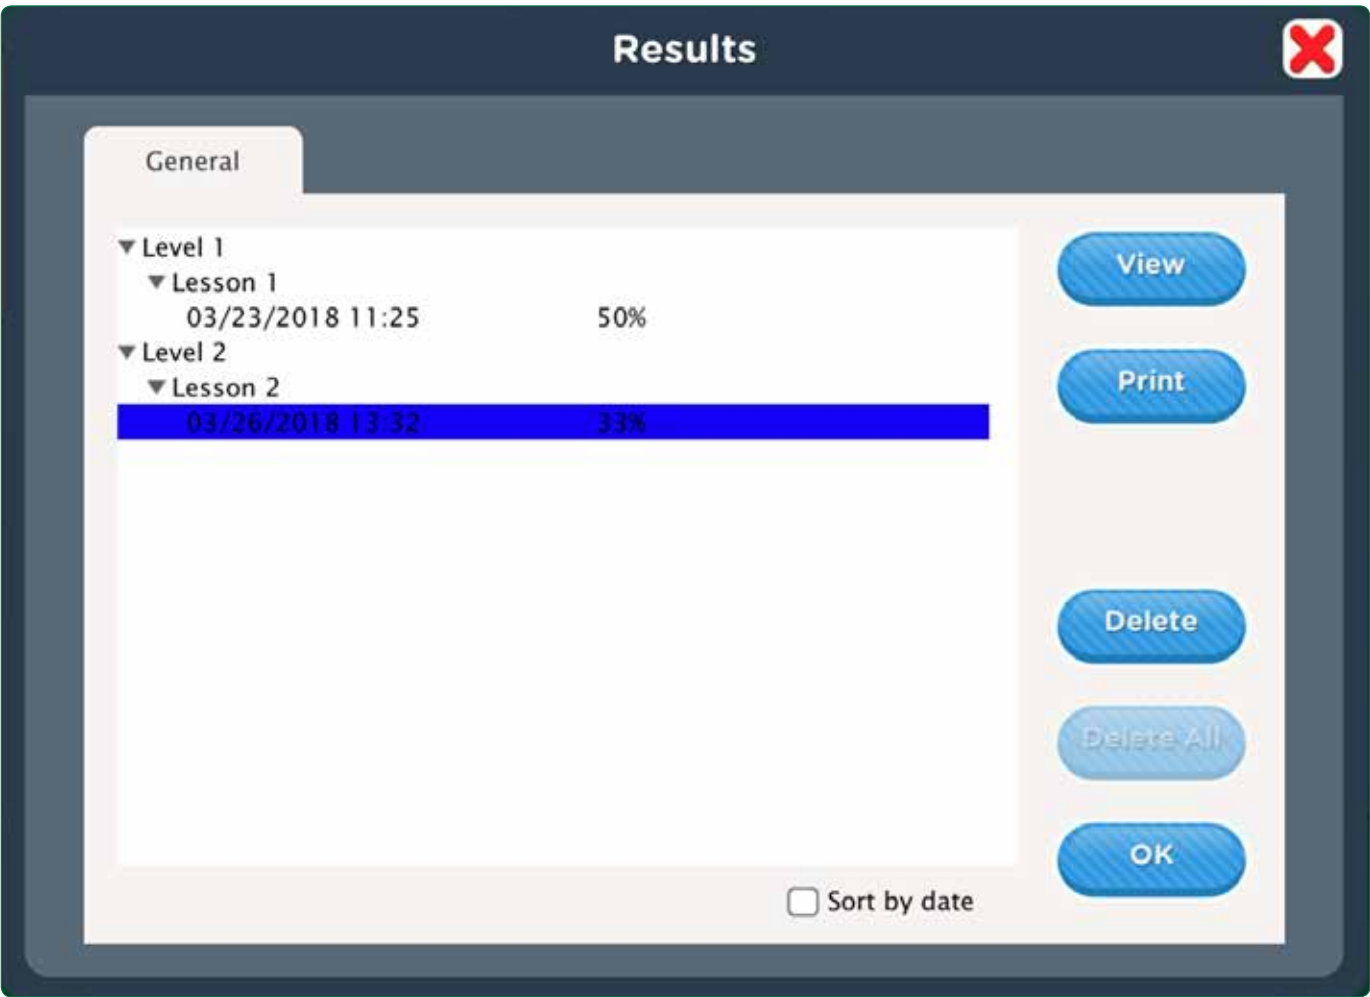 Results
General
Level 1
Lesson 1
03/23/2018 11:25 50%
Level 2
Lesson 2
03/26/2018 13:32 33%
View
Print
Delete
Delete All
OK
Sort by date